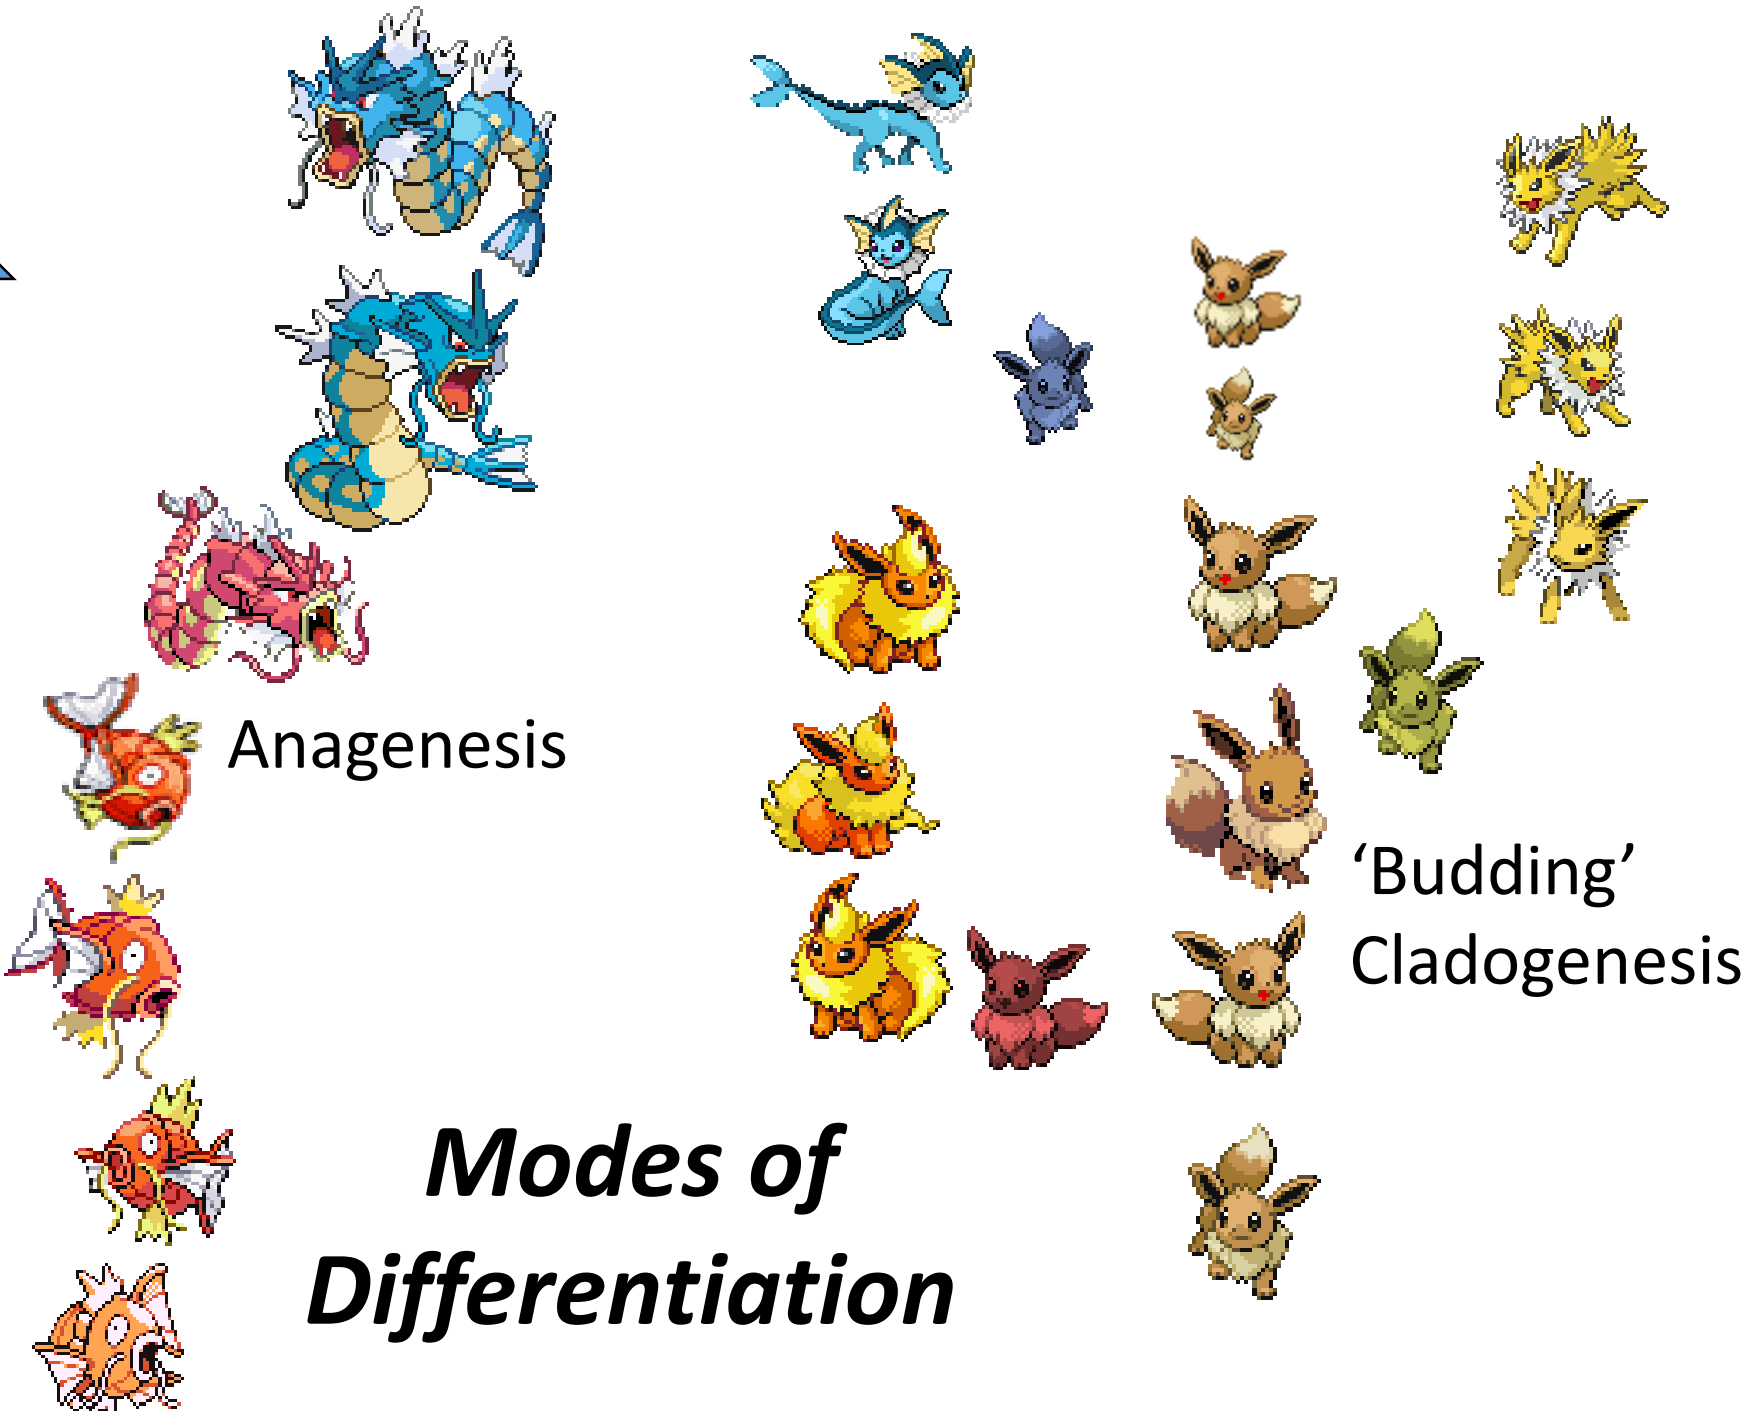 Anagenesis
‘Budding’
Cladogenesis
Modes of
Differentiation